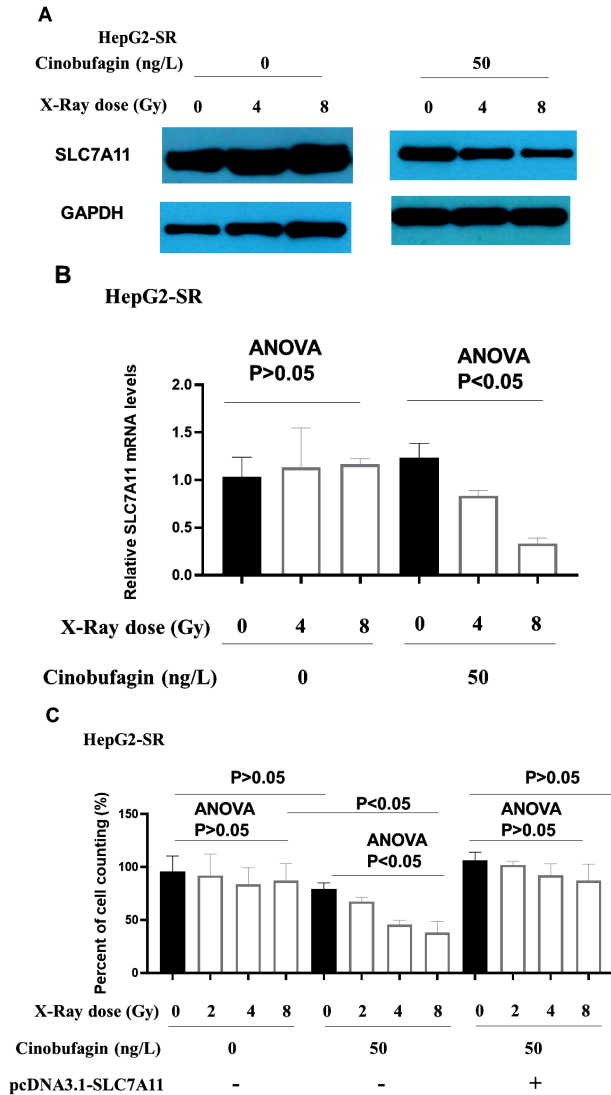 A
HepG2-SR
Cinobufagin (ng/L) 0 50
X-Ray dose (Gy) 0 4 8 0 4 8
SLC7A11
GAPDH
B
HepG2-SR
ANOVA
P>0.05
ANOVA
P<0.05
Relative SLC7A11 mRNA levels
2.0
1.5
1.0
0.5
0.0
X-Ray dose (Gy) 0 4 8 0 4 8
Cinobufagin (ng/L) 0 50
C
HepG2-SR
P>0.05
P<0.05
P>0.05
ANOVA
P>0.05
ANOVA
P<0.05
ANOVA
P>0.05
Percent of cell counting (%)
150
100
50
0
X-Ray dose (Gy) 0 2 4 8 0 2 4 8 0 2 4 8
Cinobufagin (ng/L) 0 50 50
pcDNA3.1-SLC7A11 - - +